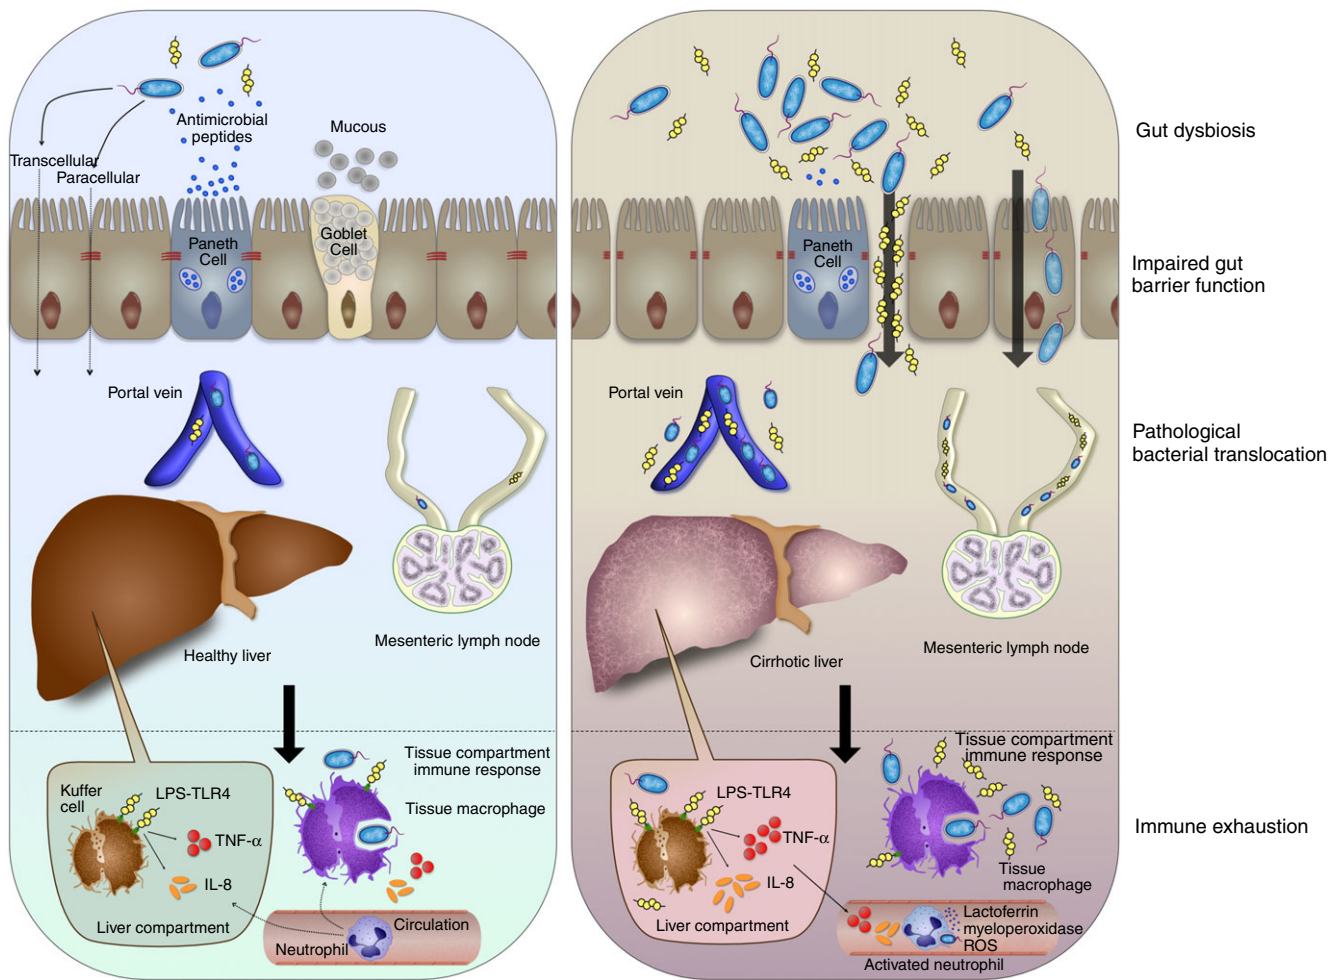 Antimicrobial
peptides
Mucous
Transcellular
Paracellular
Paneth
Cell
Goblet
Cell
Portal vein
Healthy liver
Mesenteric lymph node
Tissue compartment
immune response
Tissue macrophage
Kuffer
cell
LPS-TLR4
TNF-α
IL-8
Liver compartment
Circulation
Neutrophil
Paneth
Cell
Portal vein
Cirrhotic liver
Mesenteric lymph node
Tissue compartment
immune response
LPS-TLR4
TNF-α
IL-8
Tissue
macrophage
Liver compartment
Lactoferrin
myeloperoxidase
ROS
Activated neutrophil
Gut dysbiosis
Impaired gut
barrier function
Pathological
bacterial translocation
Immune exhaustion